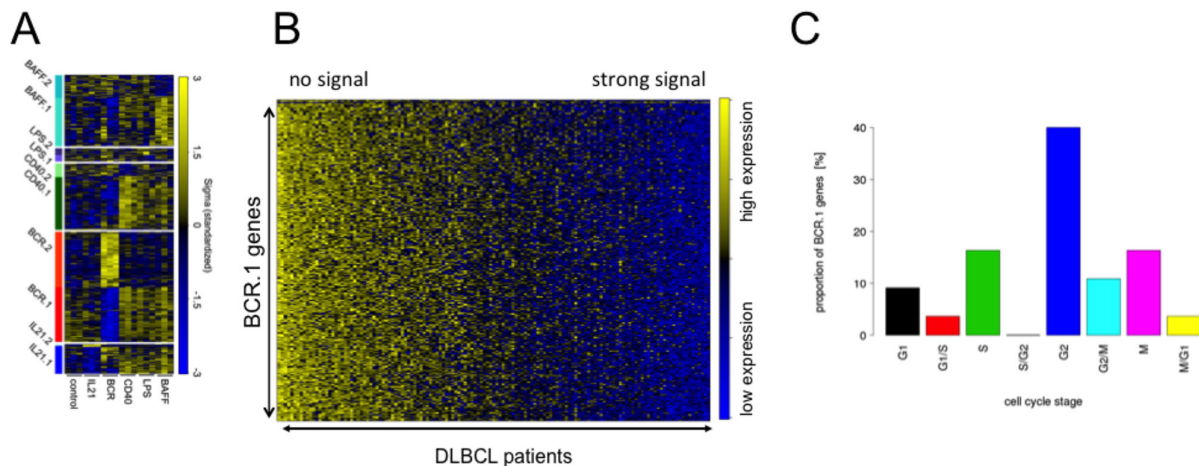 A
BAFF.2
BAFF.1
LPS.2
LPS.1
CD40.2
CD40.1
BCR.2
BCR.1
IL21.2
IL21.1
control
IL21
BCR
CD40
LPS
BAFF
3
1.5
0
-1.5
-3
Sigma (standardized)
B
no signal strong signal
BCR.1 genes
DLBCL patients
high expression
low expression
C
proportion of BCR.1 genes [%]
40
30
20
10
0
G1
G1/S
S
S/G2
G2
G2/M
M
M/G1
cell cycle stage